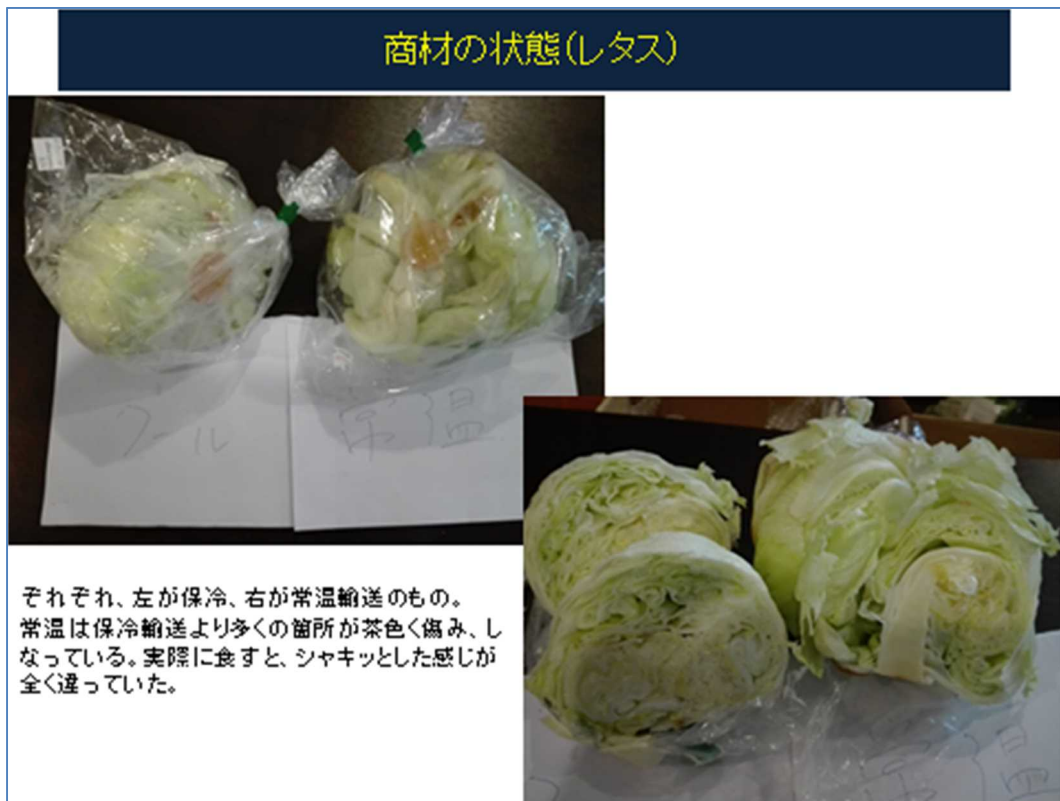 商材の状態(レタス)
クール
常温
ぞれぞれ、左が保冷、右が常温輸送のもの。
常温は保冷輸送より多くの箇所が茶色く傷み、し
なっている。実際に食すと、シャキッとした感じが
全く違っていた。
常温